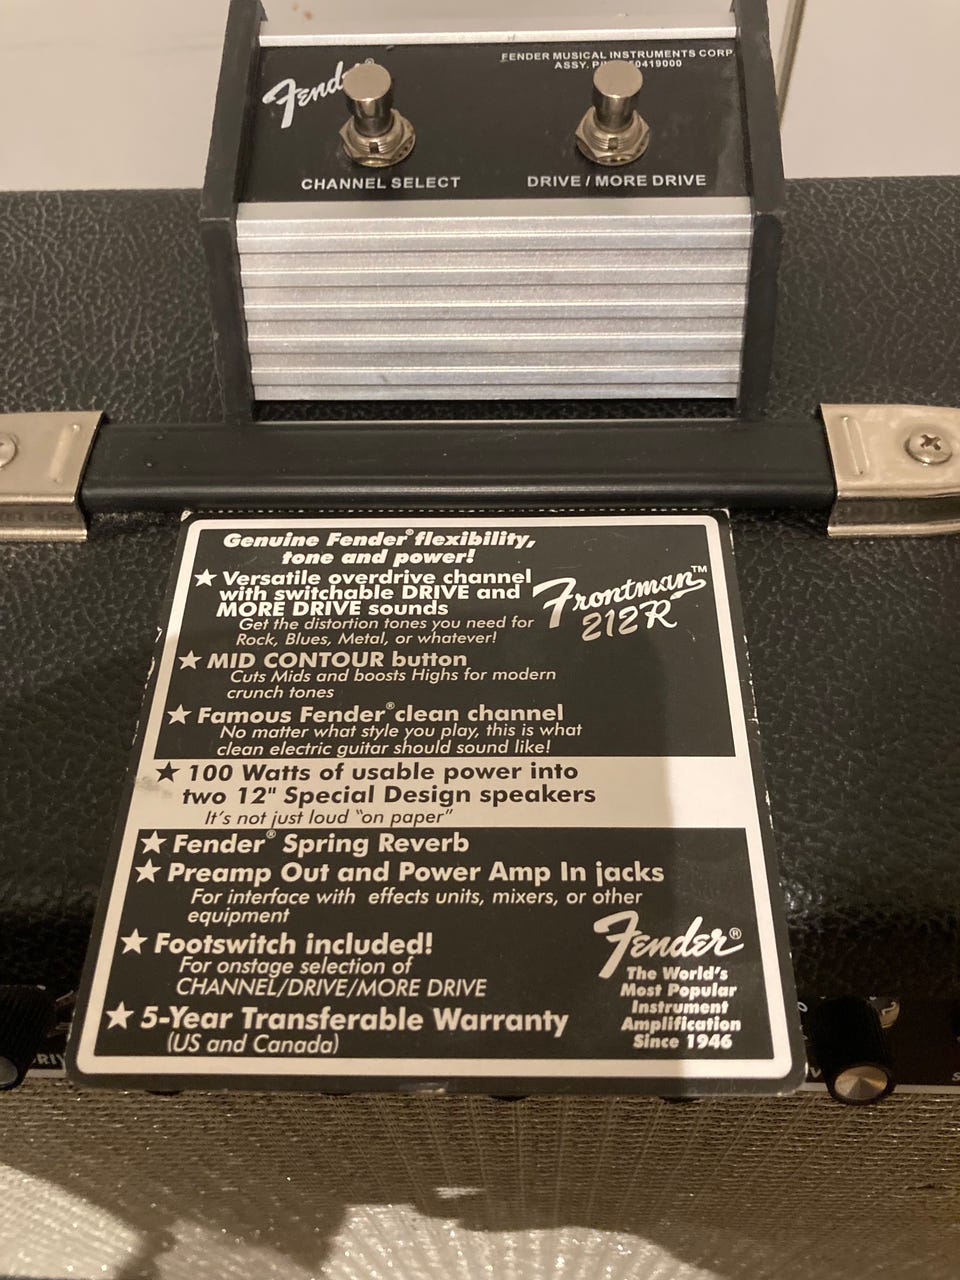 Fender
FENDER MUSICAL INSTRUMENTS CORP
ASSY. 0419000
CHANNEL SELECT
DRIVE / MORE DRIVE
Genuine Fender® flexibility,
tone and power!
★ Versatile overdrive channel
with switchable DRIVE and
MORE DRIVE sounds
Get the distortion tones you need for
Rock, Blues, Metal, or whatever!
Frontman™
212R
★ MID CONTOUR button
Cuts Mids and boosts Highs for modern
crunch tones
★ Famous Fender® clean channel
No matter what style you play, this is what
clean electric guitar should sound like!
★ 100 Watts of usable power into
two 12" Special Design speakers
It's not just loud "on paper"
★ Fender® Spring Reverb
★ Preamp Out and Power Amp In jacks
For interface with effects units, mixers, or other
equipment
★ Footswitch included!
For onstage selection of
CHANNEL/DRIVE/MORE DRIVE
★ 5-Year Transferable Warranty
(US and Canada)
Fender®
The World's
Most Popular
Instrument
Amplification
Since 1946